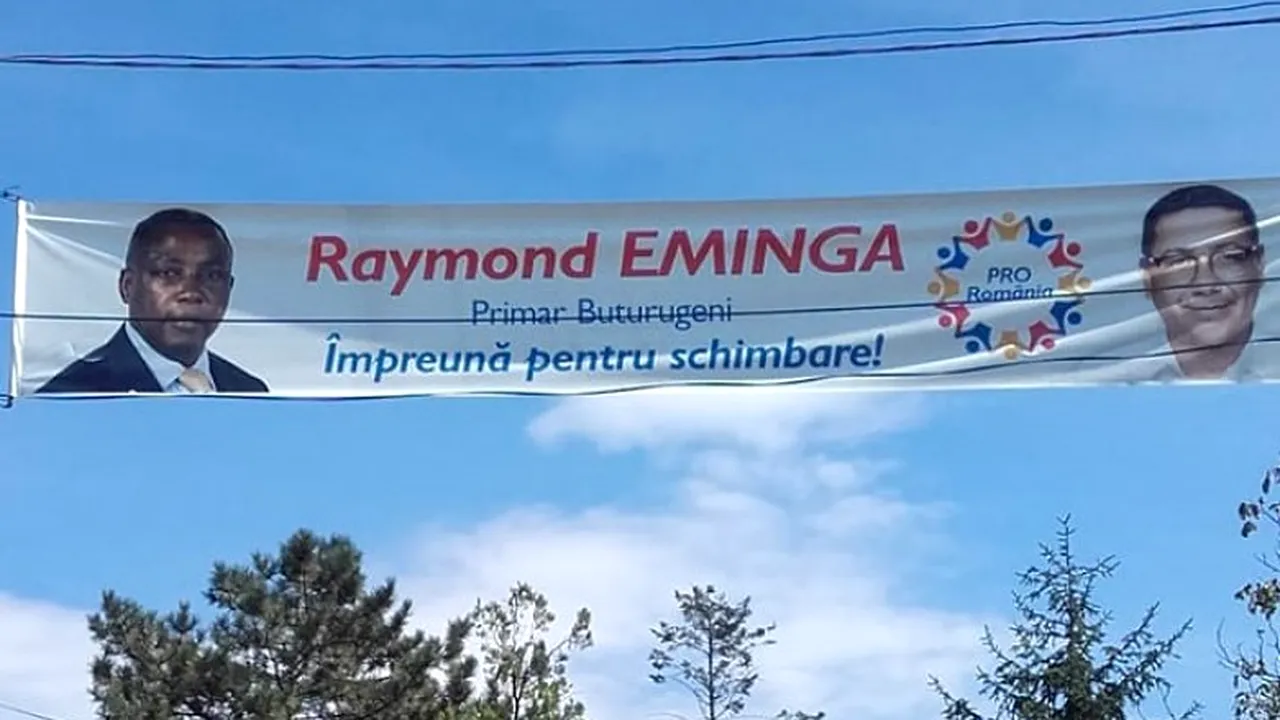 Raymond EMINGA
Primar Buturugeni
Împreună pentru schimbare!
PRO
România